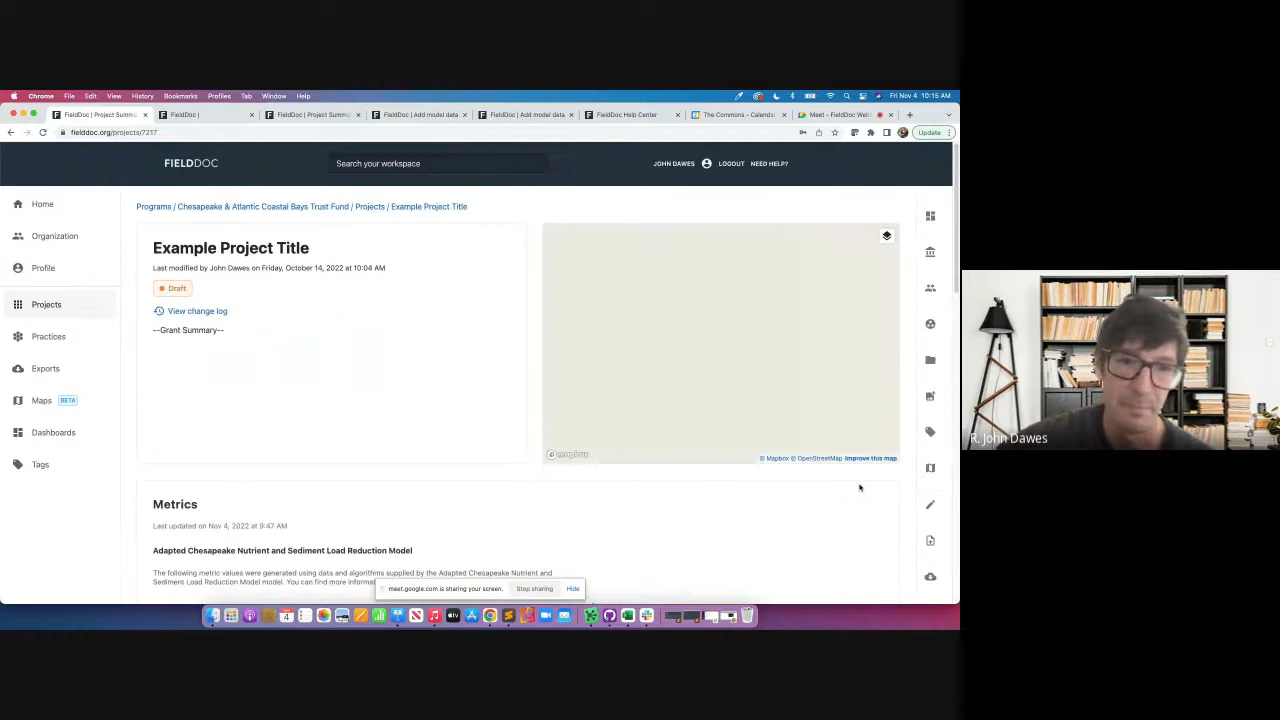 Chrome File Edit View History Bookmarks Profiles Tab Window Help
Fri Nov 4 10:15 AM
FieldDoc | Project Summ
FieldDoc |
FieldDoc | Project Summa
FieldDoc | Add model data
FieldDoc | Add model data
FieldDoc Help Center
The Commons - Calenda
Meet – FieldDoc Web
fielddoc.org/projects/7217
Update
FIELDDOC
Search your workspace
JOHN DAWES
LOGOUT
NEED HELP?
Home
Organization
Profile
Projects
Practices
Exports
Maps BETA
Dashboards
Tags
Programs / Chesapeake & Atlantic Coastal Bays Trust Fund / Projects / Example Project Title
Example Project Title
Last modified by John Dawes on Friday, October 14, 2022 at 10:04 AM
Draft
View change log
--Grant Summary--
mapbox
© Mapbox © OpenStreetMap Improve this map
Metrics
Last updated on Nov 4, 2022 at 9:47 AM
Adapted Chesapeake Nutrient and Sediment Load Reduction Model
The following metric values were generated using data and algorithms supplied by the Adapted Chesapeake Nutrient and
Sediment Load Reduction Model model. You can find more informat
meet.google.com is sharing your screen.
Stop sharing
Hide
R. John Dawes